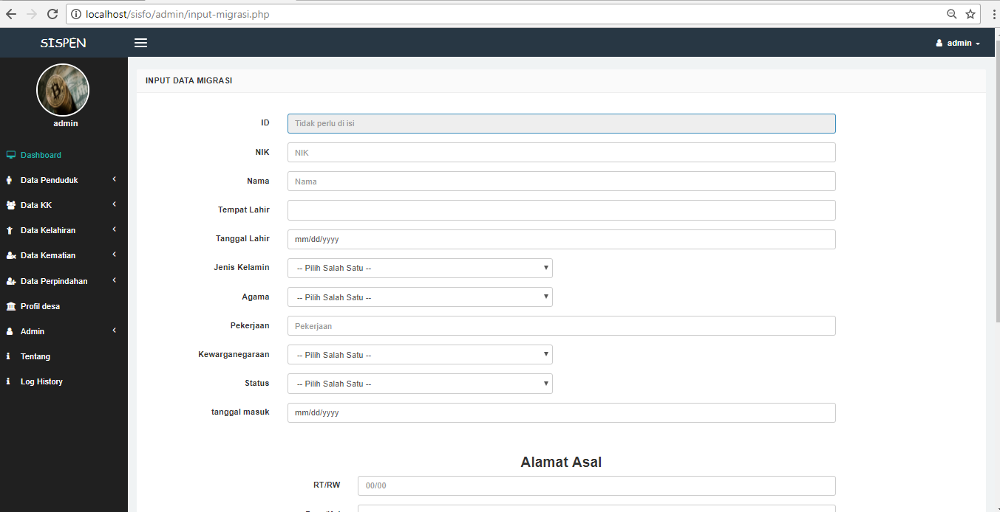 localhost/sisfo/admin/input-migrasi.php
SISPEN
admin
admin
Dashboard
Data Penduduk
Data KK
Data Kelahiran
Data Kematian
Data Perpindahan
Profil desa
Admin
Tentang
Log History
INPUT DATA MIGRASI
ID Tidak perlu di isi
NIK NIK
Nama Nama
Tempat Lahir
Tanggal Lahir mm/dd/yyyy
Jenis Kelamin -- Pilih Salah Satu --
Agama -- Pilih Salah Satu --
Pekerjaan Pekerjaan
Kewarganegaraan -- Pilih Salah Satu --
Status -- Pilih Salah Satu --
tanggal masuk mm/dd/yyyy
Alamat Asal
RT/RW 00/00